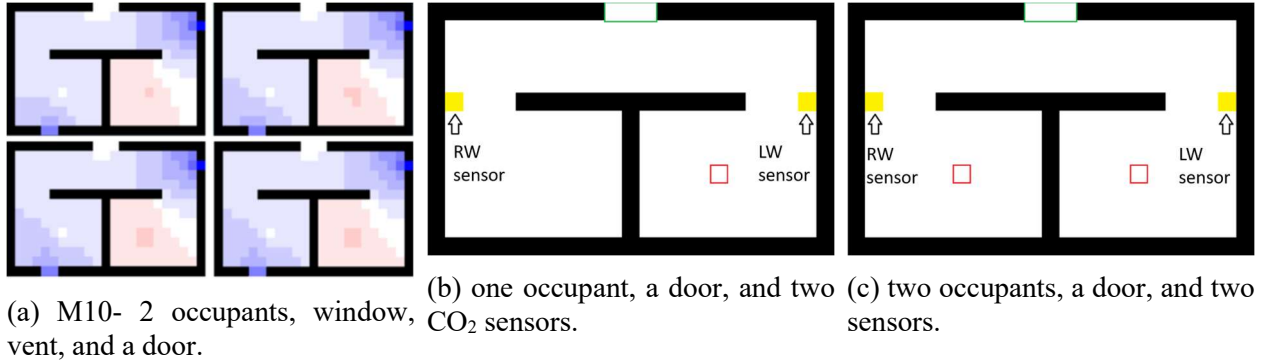 RW
sensor
LW
sensor
RW
sensor
LW
sensor
(a) M10- 2 occupants, window,
vent, and a door.
(b) one occupant, a door, and two
CO₂ sensors.
(c) two occupants, a door, and two
sensors.